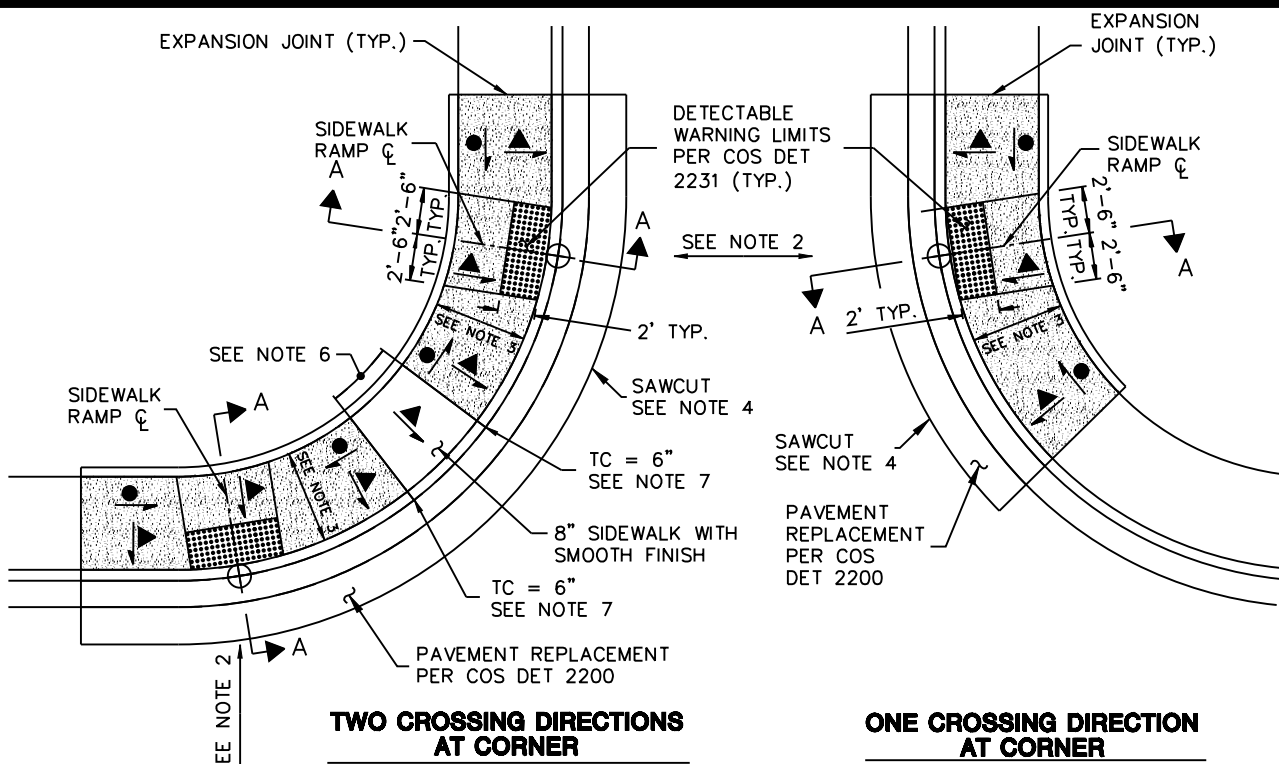 EXPANSION JOINT (TYP.)
EXPANSION
JOINT (TYP.)
SIDEWALK
RAMP ℄
DETECTABLE
WARNING LIMITS
PER COS DET
2231 (TYP.)
SIDEWALK
RAMP ℄
A
2'-6" 2'-6"
TYP. TYP.
A
SEE NOTE 2
2'-6" 2'-6"
TYP. TYP.
A
A
2' TYP.
2' TYP.
SEE NOTE 3
SEE NOTE 3
SEE NOTE 6
SIDEWALK
RAMP ℄
A
SAWCUT
SEE NOTE 4
SAWCUT
SEE NOTE 4
TC = 6"
SEE NOTE 7
SEE NOTE 3
8" SIDEWALK WITH
SMOOTH FINISH
PAVEMENT
REPLACEMENT
PER COS
DET 2200
TC = 6"
SEE NOTE 7
A
PAVEMENT REPLACEMENT
PER COS DET 2200
EE NOTE 2
TWO CROSSING DIRECTIONS
AT CORNER
ONE CROSSING DIRECTION
AT CORNER